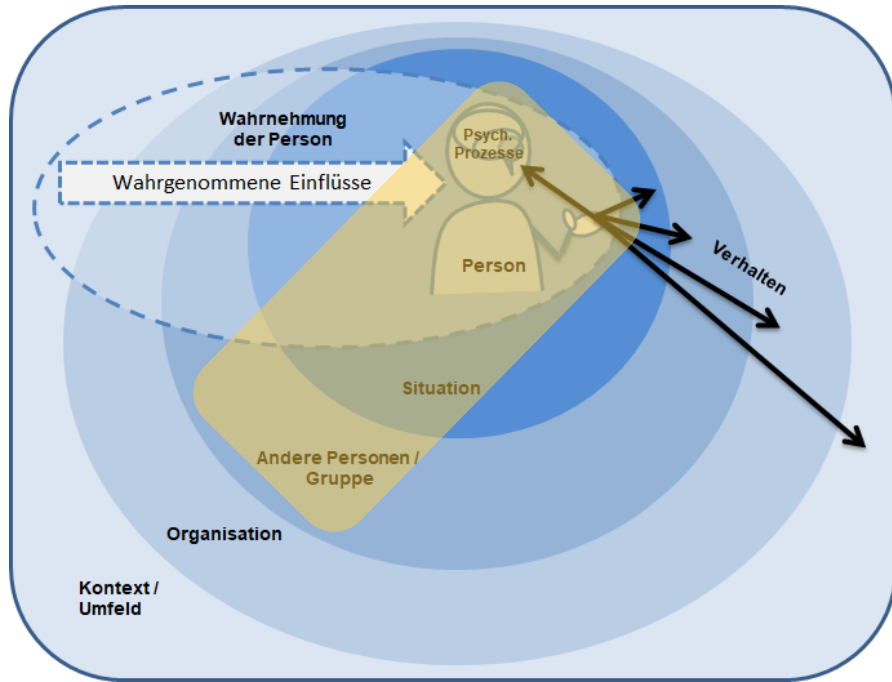 Wahrnehmung
der Person
Psych.
Prozesse
Wahrgenommene Einflüsse
Person
Verhalten
Situation
Andere Personen /
Gruppe
Organisation
Kontext /
Umfeld